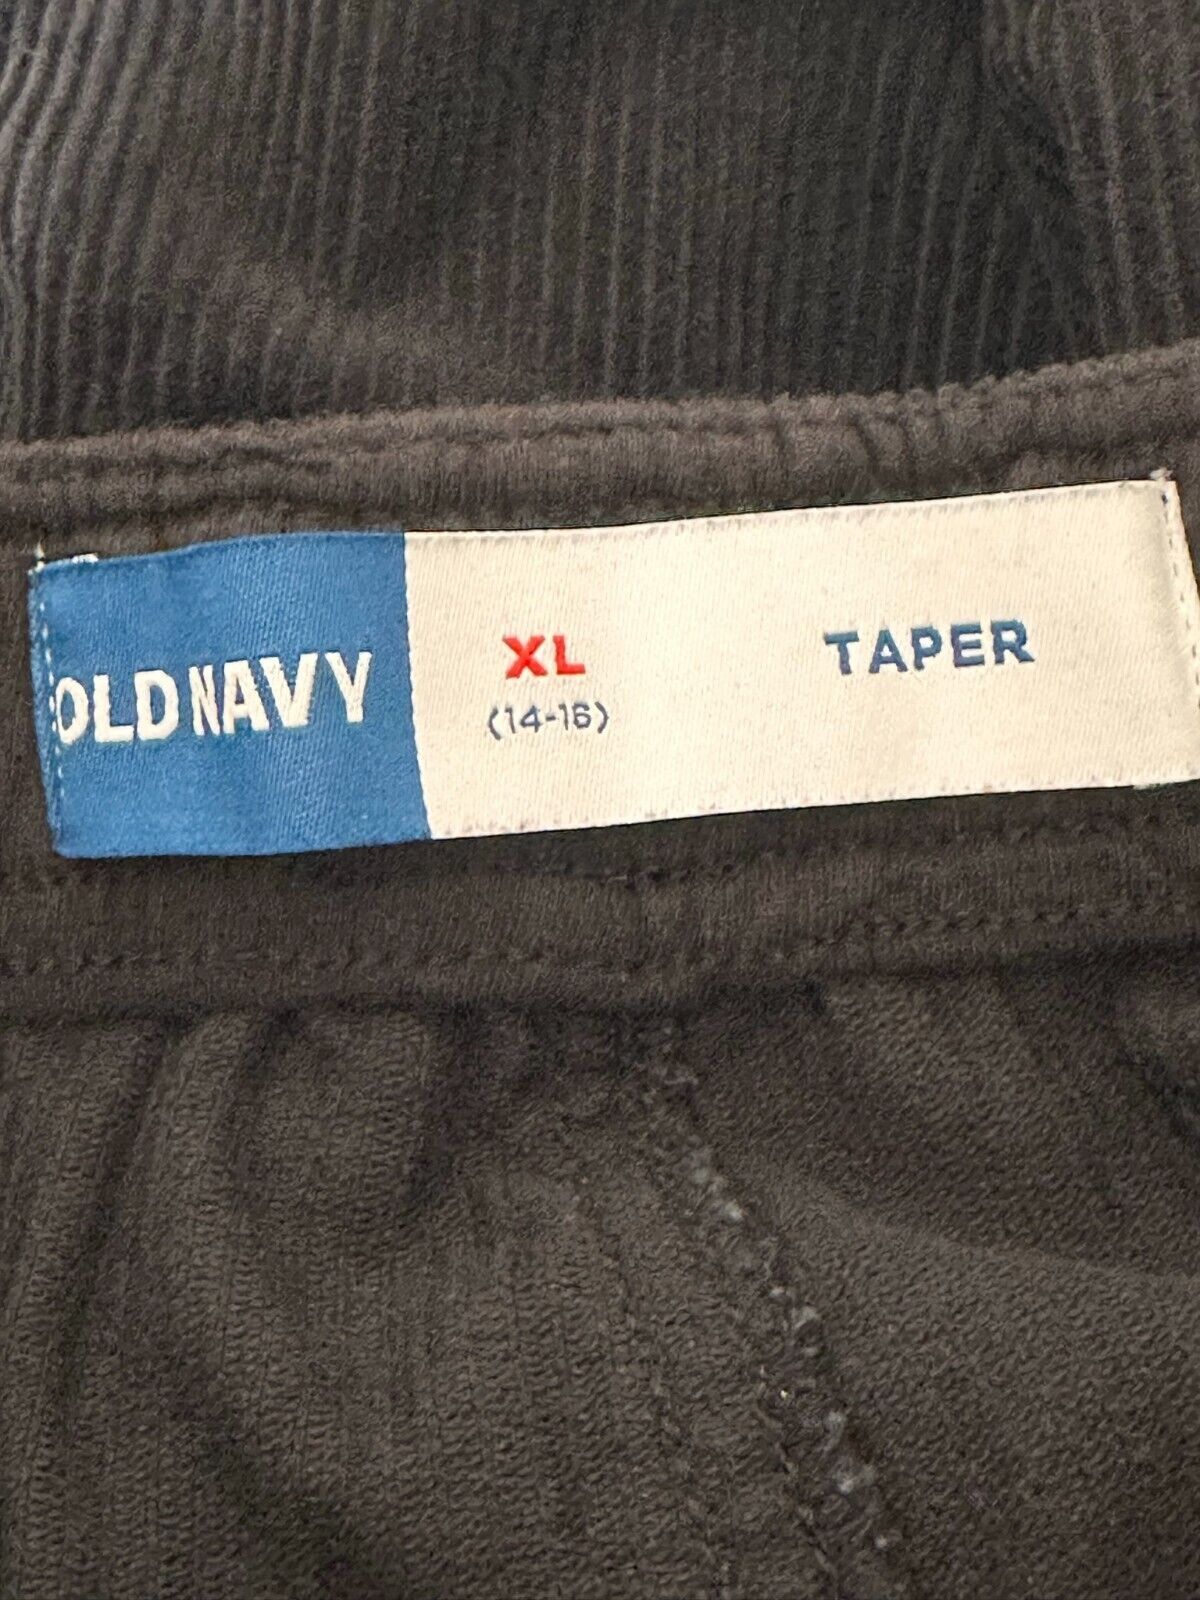 OLD NAVY
XL
(14-16)
TAPER